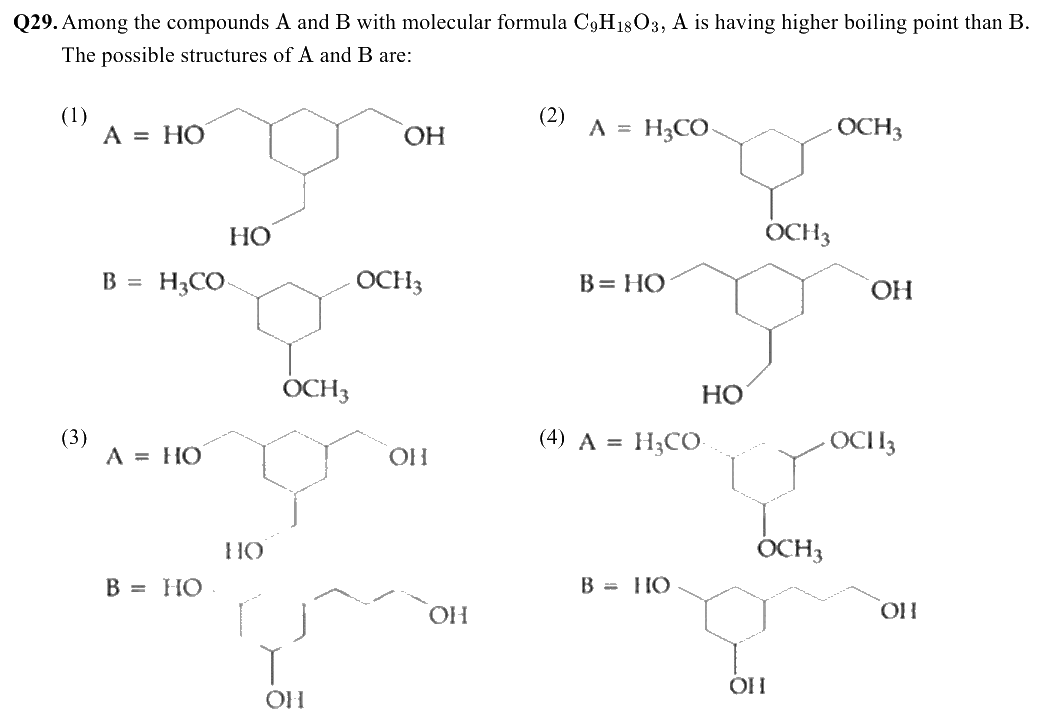 Q29. Among the compounds A and B with molecular formula C₉H₁₈O₃, A is having higher boiling point than B.
The possible structures of A and B are:
(1) A = HO OH
HO
B = H₃CO OCH₃
OCH₃
(2) A = H₃CO OCH₃
OCH₃
B= HO OH
HO
(3) A = HO OH
HO
B = HO OH
OH
(4) A = H₃CO OCH₃
OCH₃
B = HO OH
OH